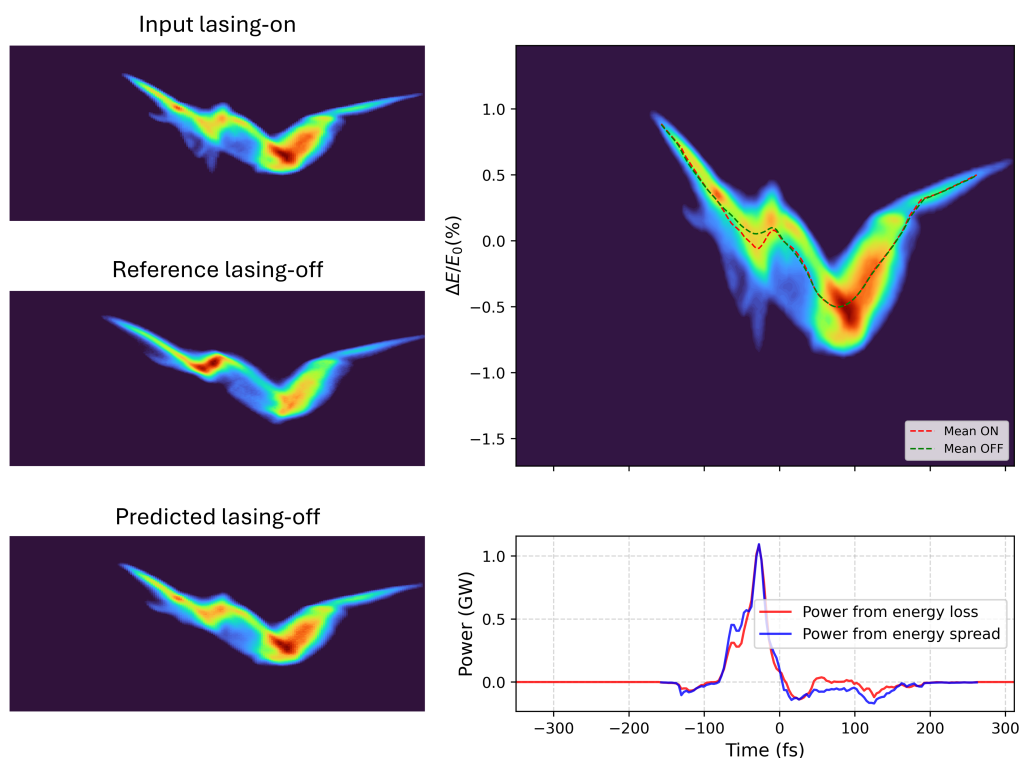 Input lasing-on
Reference lasing-off
Predicted lasing-off
ΔE/E₀(%)
1.0
0.5
0.0
−0.5
−1.0
−1.5
Mean ON
Mean OFF
Power (GW)
1.0
0.5
0.0
Power from energy loss
Power from energy spread
−300 −200 −100 0 100 200 300
Time (fs)